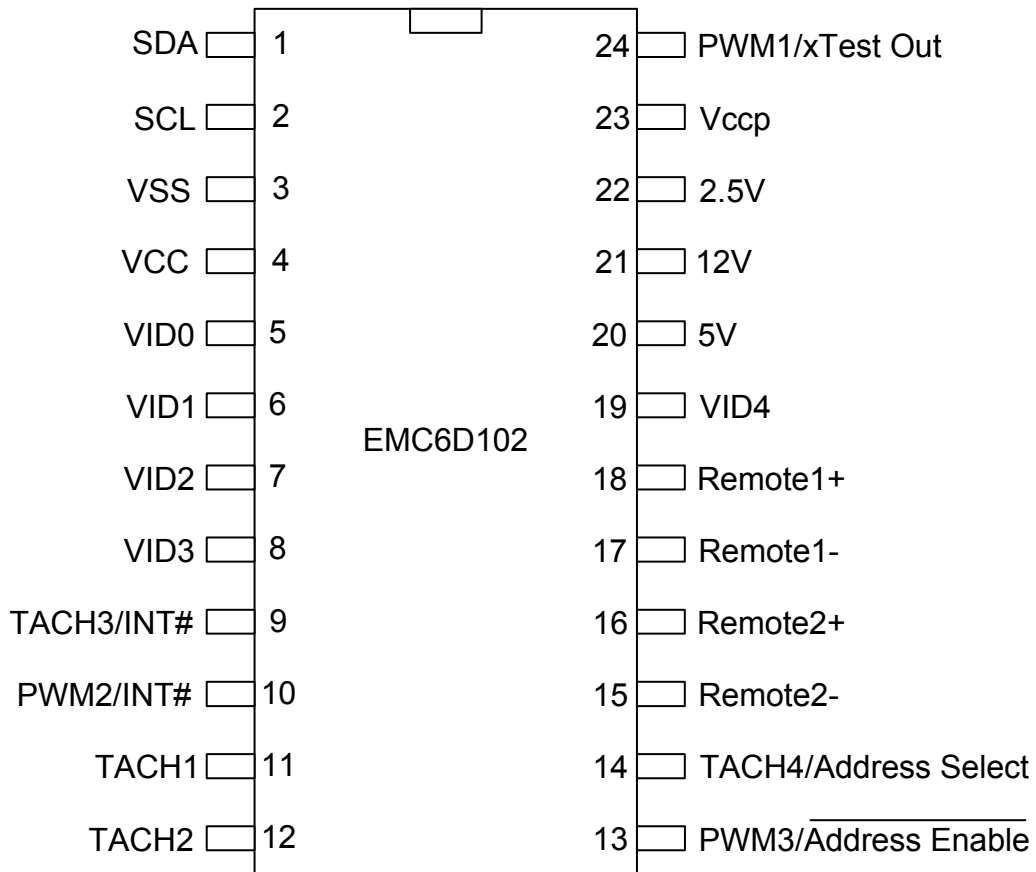 SDA 1 24 PWM1/xTest Out
SCL 2 23 Vccp
VSS 3 22 2.5V
VCC 4 21 12V
VID0 5 20 5V
VID1 6 19 VID4
EMC6D102
VID2 7 18 Remote1+
VID3 8 17 Remote1-
TACH3/INT# 9 16 Remote2+
PWM2/INT# 10 15 Remote2-
TACH1 11 14 TACH4/Address Select
TACH2 12 13 PWM3/Address Enable